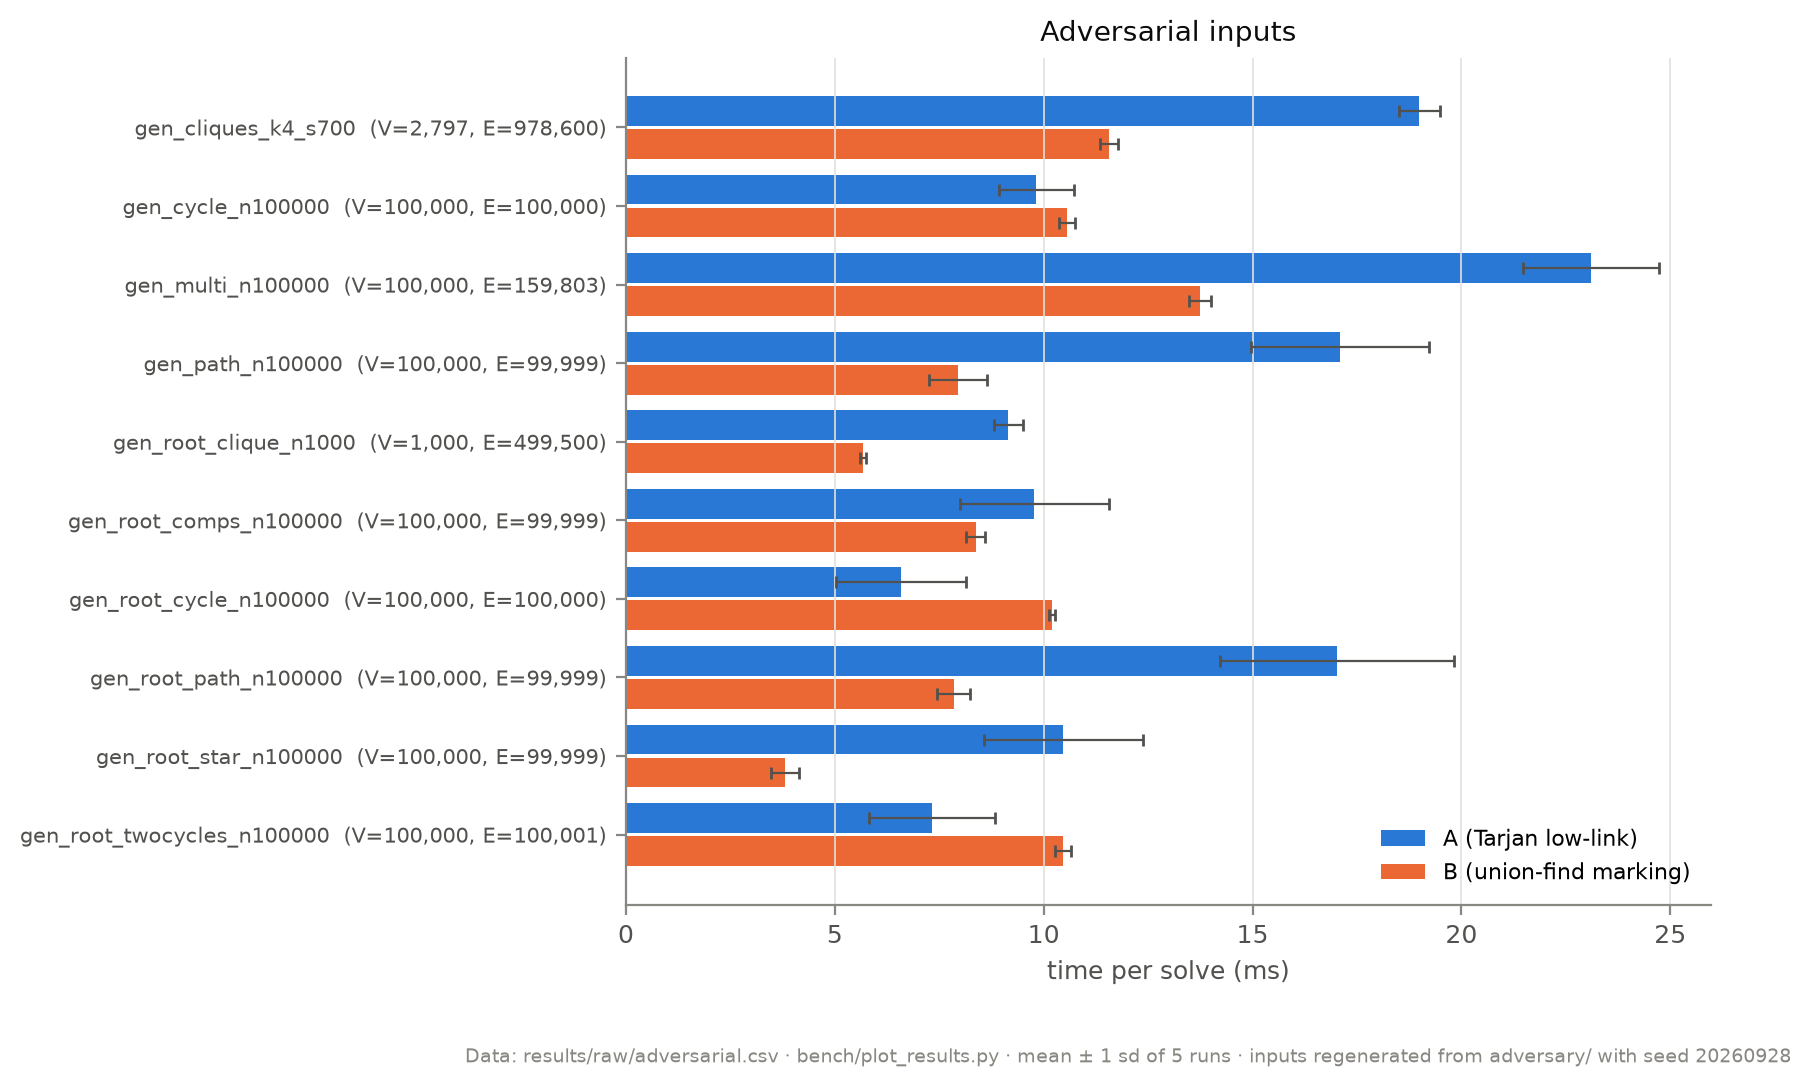 Adversarial inputs
gen_cliques_k4_s700 (V=2,797, E=978,600)
gen_cycle_n100000 (V=100,000, E=100,000)
gen_multi_n100000 (V=100,000, E=159,803)
gen_path_n100000 (V=100,000, E=99,999)
gen_root_clique_n1000 (V=1,000, E=499,500)
gen_root_comps_n100000 (V=100,000, E=99,999)
gen_root_cycle_n100000 (V=100,000, E=100,000)
gen_root_path_n100000 (V=100,000, E=99,999)
gen_root_star_n100000 (V=100,000, E=99,999)
gen_root_twocycles_n100000 (V=100,000, E=100,001)
A (Tarjan low-link)
B (union-find marking)
0 5 10 15 20 25
time per solve (ms)
Data: results/raw/adversarial.csv · bench/plot_results.py · mean ± 1 sd of 5 runs · inputs regenerated from adversary/ with seed 20260928